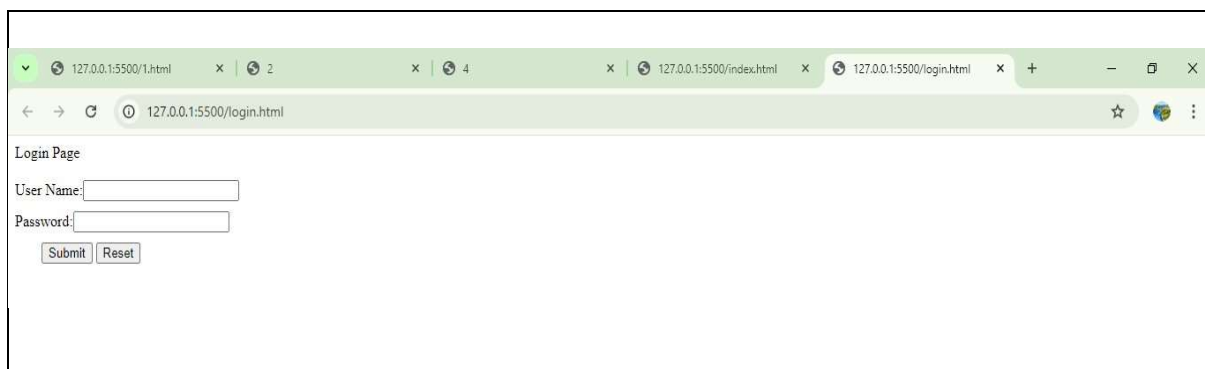 127.0.0.1:5500/1.html 2 4 127.0.0.1:5500/index.html 127.0.0.1:5500/login.html
127.0.0.1:5500/login.html
Login Page
User Name:
Password:
Submit Reset